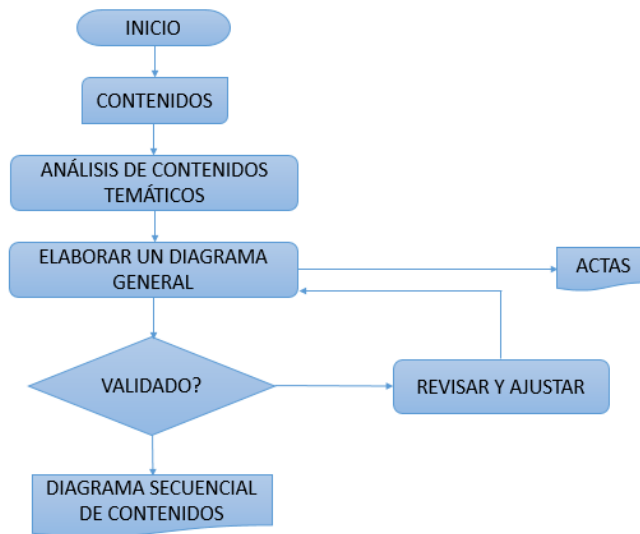 INICIO
CONTENIDOS
ANÁLISIS DE CONTENIDOS
TEMÁTICOS
ELABORAR UN DIAGRAMA
GENERAL
ACTAS
VALIDADO?
REVISAR Y AJUSTAR
DIAGRAMA SECUENCIAL
DE CONTENIDOS